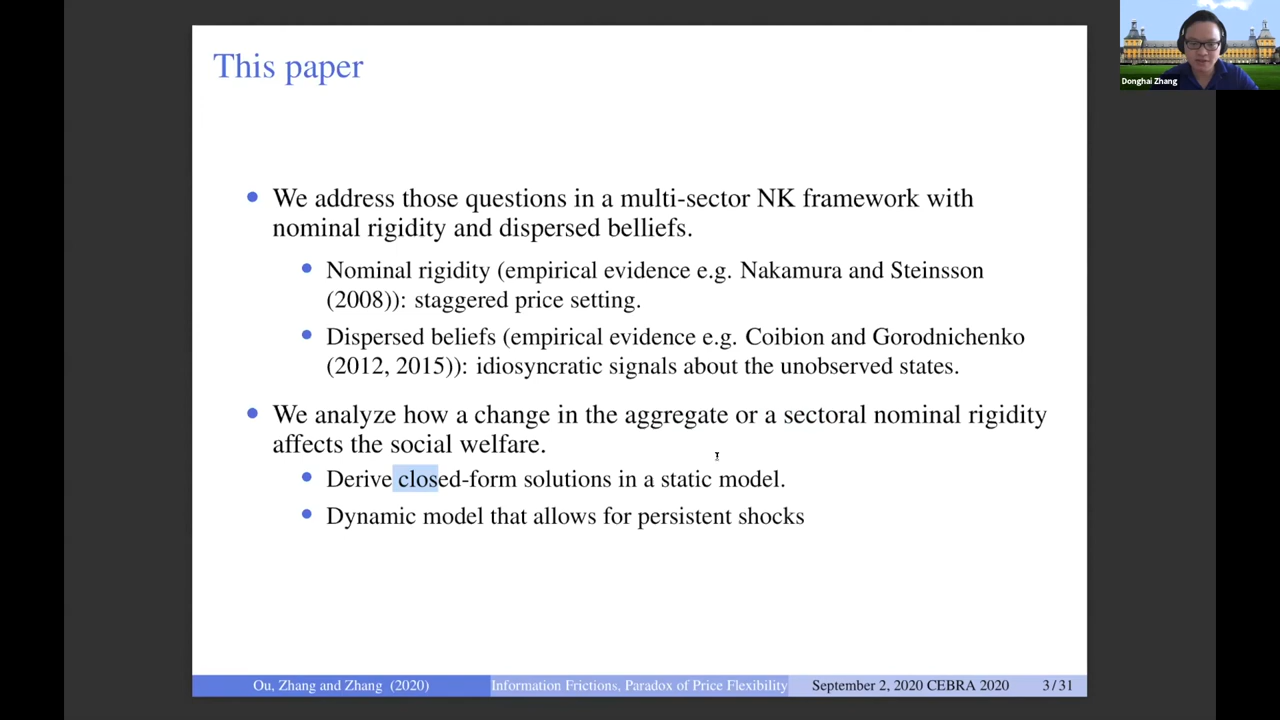 This paper
We address those questions in a multi-sector NK framework with
nominal rigidity and dispersed belliefs.
Nominal rigidity (empirical evidence e.g. Nakamura and Steinsson
(2008)): staggered price setting.
Dispersed beliefs (empirical evidence e.g. Coibion and Gorodnichenko
(2012, 2015)): idiosyncratic signals about the unobserved states.
We analyze how a change in the aggregate or a sectoral nominal rigidity
affects the social welfare.
Derive closed-form solutions in a static model.
Dynamic model that allows for persistent shocks
Ou, Zhang and Zhang (2020) Information Frictions, Paradox of Price Flexibility September 2, 2020 CEBRA 2020 3 / 31
Donghai Zhang